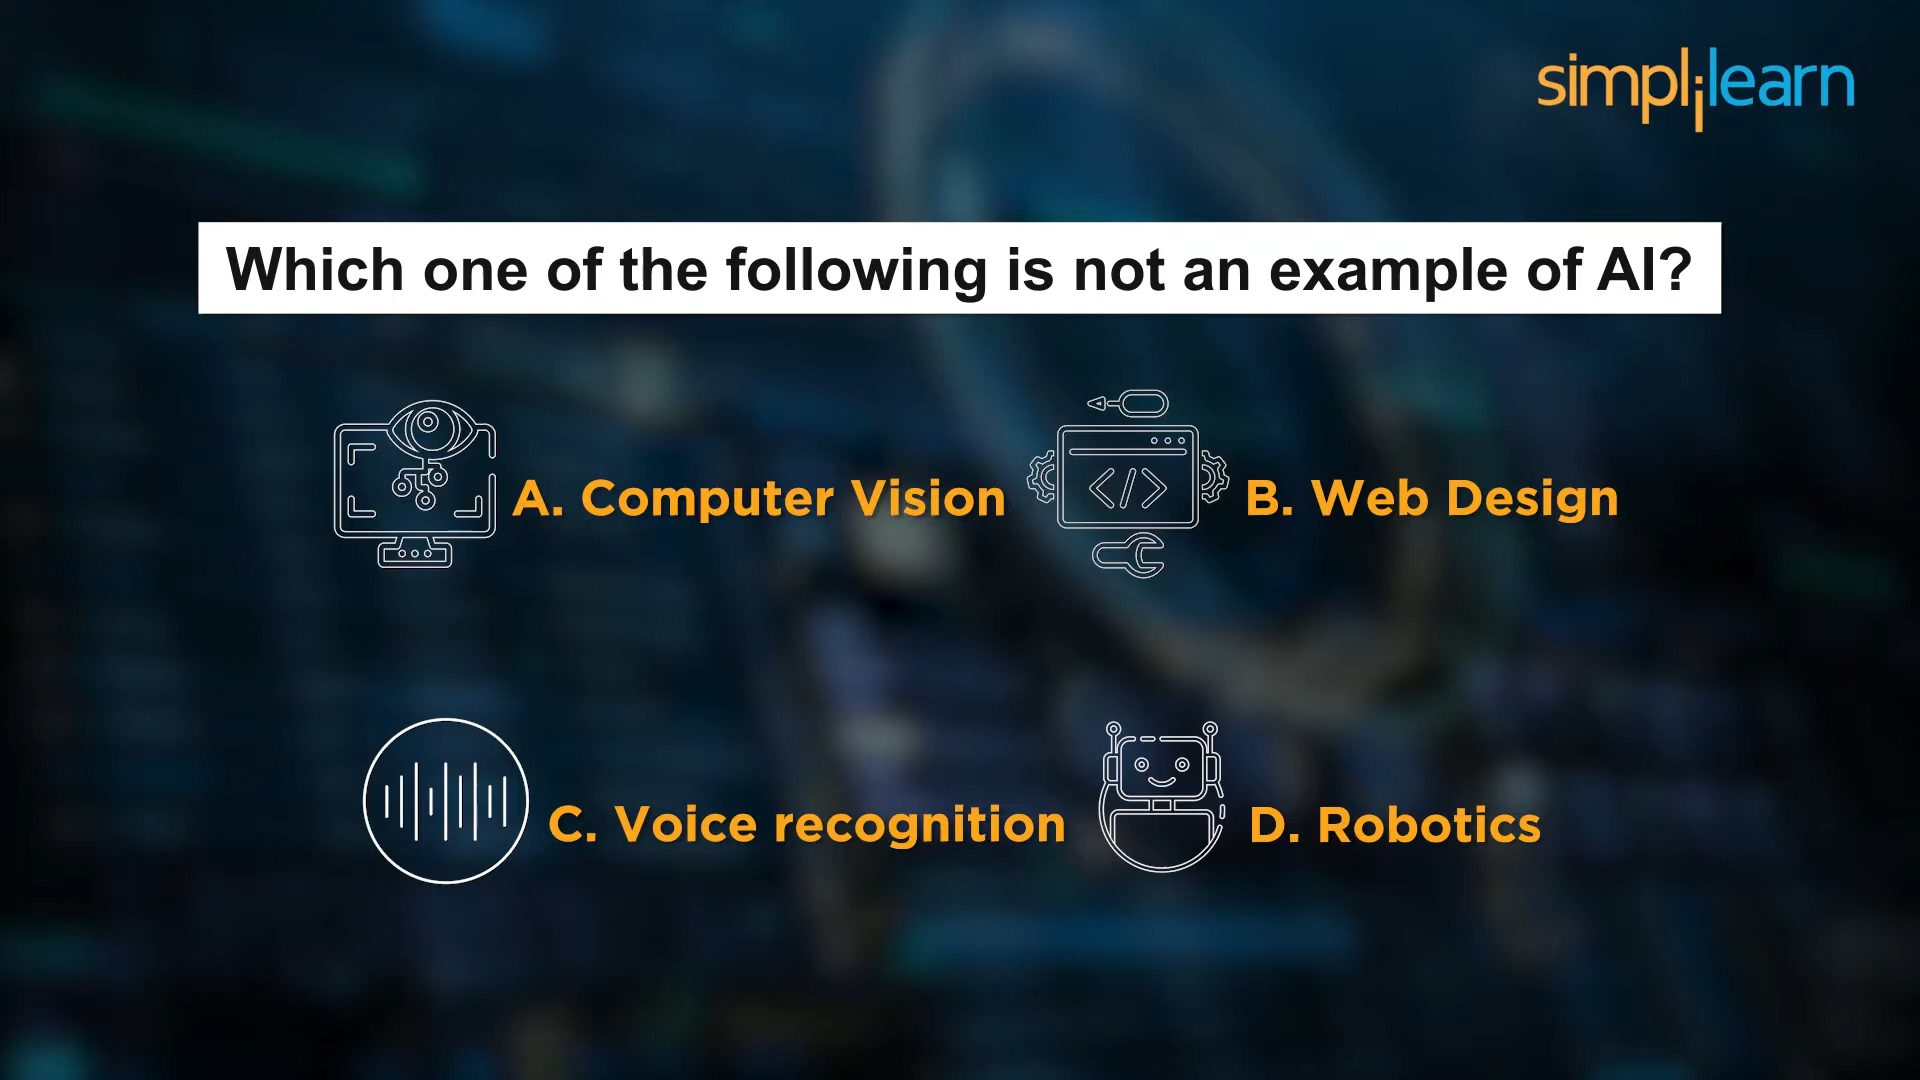 simplilearn
Which one of the following is not an example of AI?
A. Computer Vision
B. Web Design
C. Voice recognition
D. Robotics